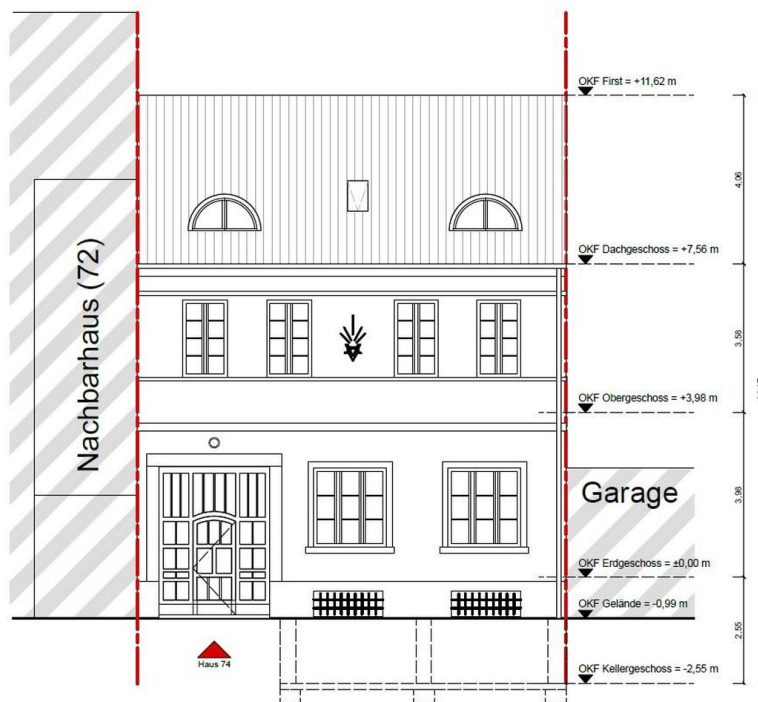 OKF First = +11,62 m
4,06
OKF Dachgeschoss = +7,56 m
Nachbarhaus (72)
3,58
OKF Obergeschoss = +3,98 m
Garage
3,98
OKF Erdgeschoss = ±0,00 m
OKF Gelände = -0,99 m
2,55
Haus 74
OKF Kellergeschoss = -2,55 m